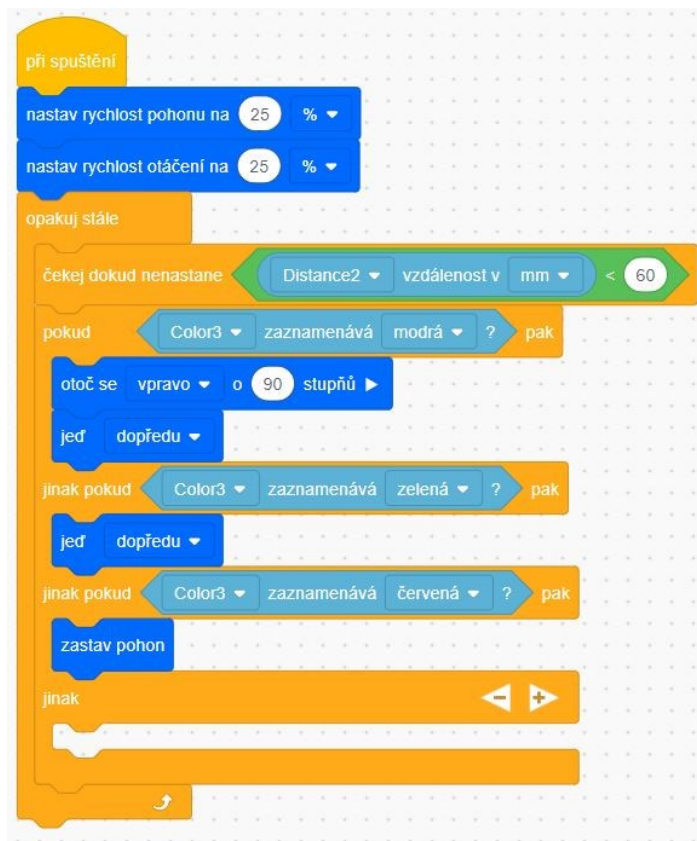 při spuštění
nastav rychlost pohonu na 25 %
nastav rychlost otáčení na 25 %
opakuj stále
čekej dokud nenastane Distance2 vzdálenost v mm < 60
pokud Color3 zaznamenává modrá ? pak
otoč se vpravo o 90 stupňů
jeď dopředu
jinak pokud Color3 zaznamenává zelená ? pak
jeď dopředu
jinak pokud Color3 zaznamenává červená ? pak
zastav pohon
jinak